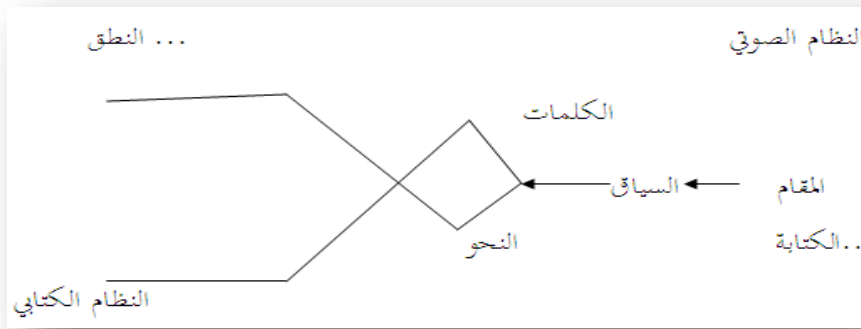 النظام الصوتي
النطق ...
الكلمات
المقام
السياق
النحو
...الكتابة
النظام الكتابي